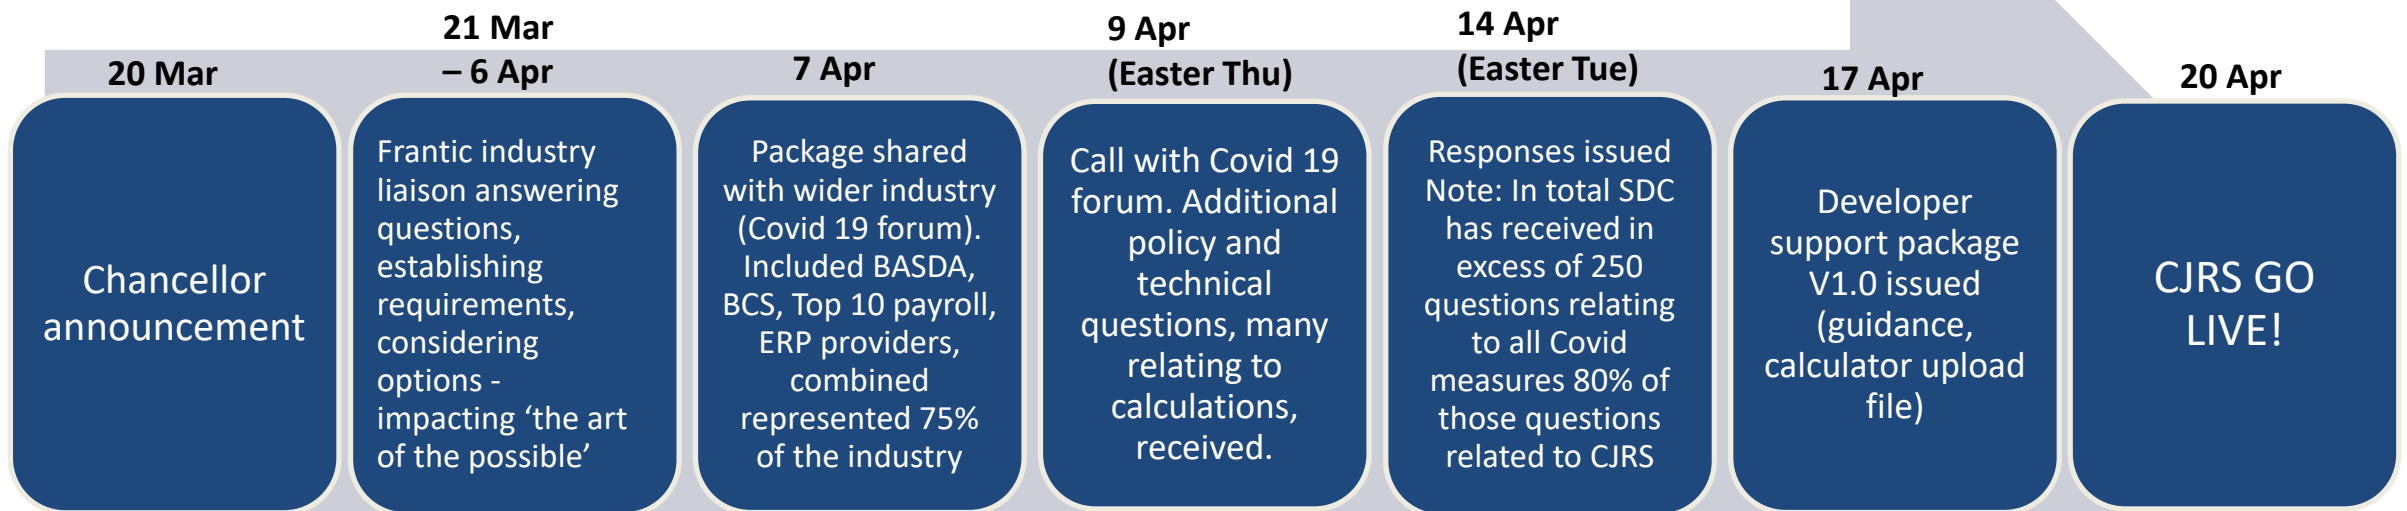 20 Mar
Chancellor
announcement
21 Mar
– 6 Apr
Frantic industry
liaison answering
questions,
establishing
requirements,
considering
options -
impacting ‘the art
of the possible’
7 Apr
Package shared
with wider industry
(Covid 19 forum).
Included BASDA,
BCS, Top 10 payroll,
ERP providers,
combined
represented 75%
of the industry
9 Apr
(Easter Thu)
Call with Covid 19
forum. Additional
policy and
technical
questions, many
relating to
calculations,
received.
14 Apr
(Easter Tue)
Responses issued
Note: In total SDC
has received in
excess of 250
questions relating
to all Covid
measures 80% of
those questions
related to CJRS
17 Apr
Developer
support package
V1.0 issued
(guidance,
calculator upload
file)
20 Apr
CJRS GO
LIVE!